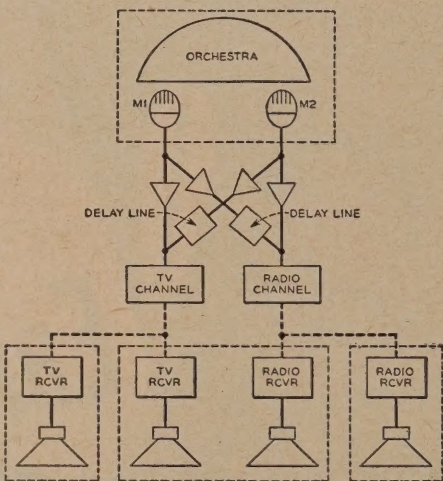 ORCHESTRA
M1 M2
DELAY LINE DELAY LINE
TV
CHANNEL
RADIO
CHANNEL
TV
RCVR
TV
RCVR
RADIO
RCVR
RADIO
RCVR